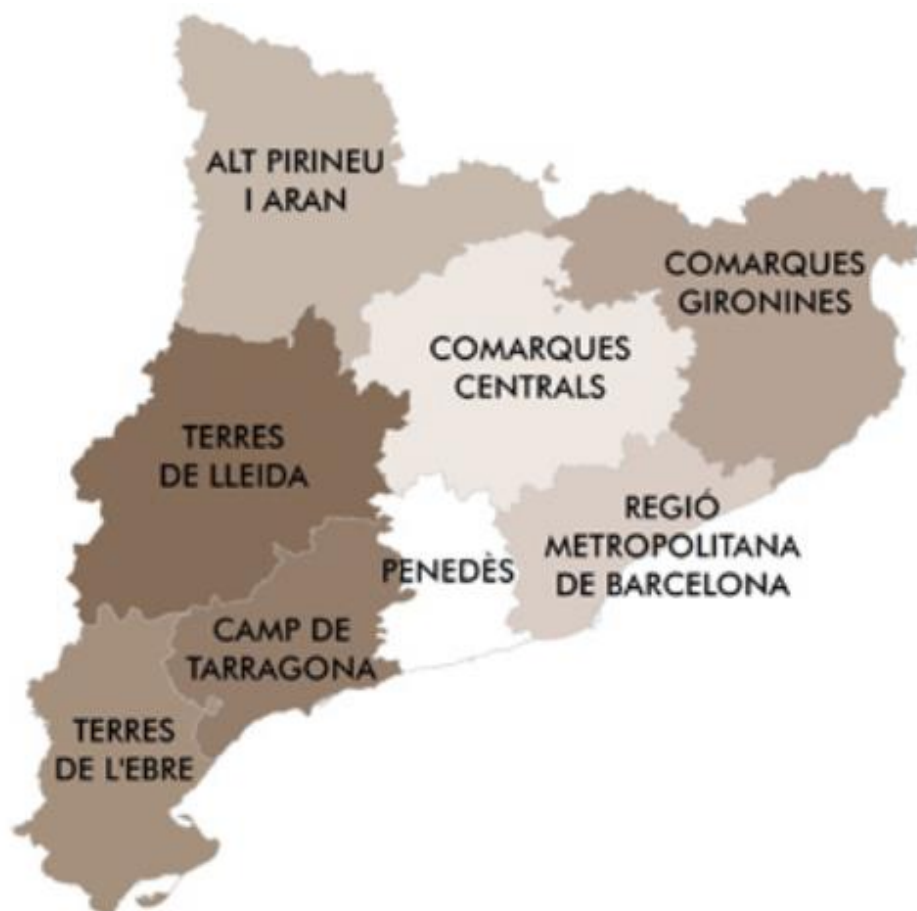 ALT PIRINEU
I ARAN
COMARQUES
GIRONINES
COMARQUES
CENTRALS
TERRES
DE LLEIDA
REGIÓ
METROPOLITANA
DE BARCELONA
PENEDÈS
CAMP DE
TARRAGONA
TERRES
DE L'EBRE